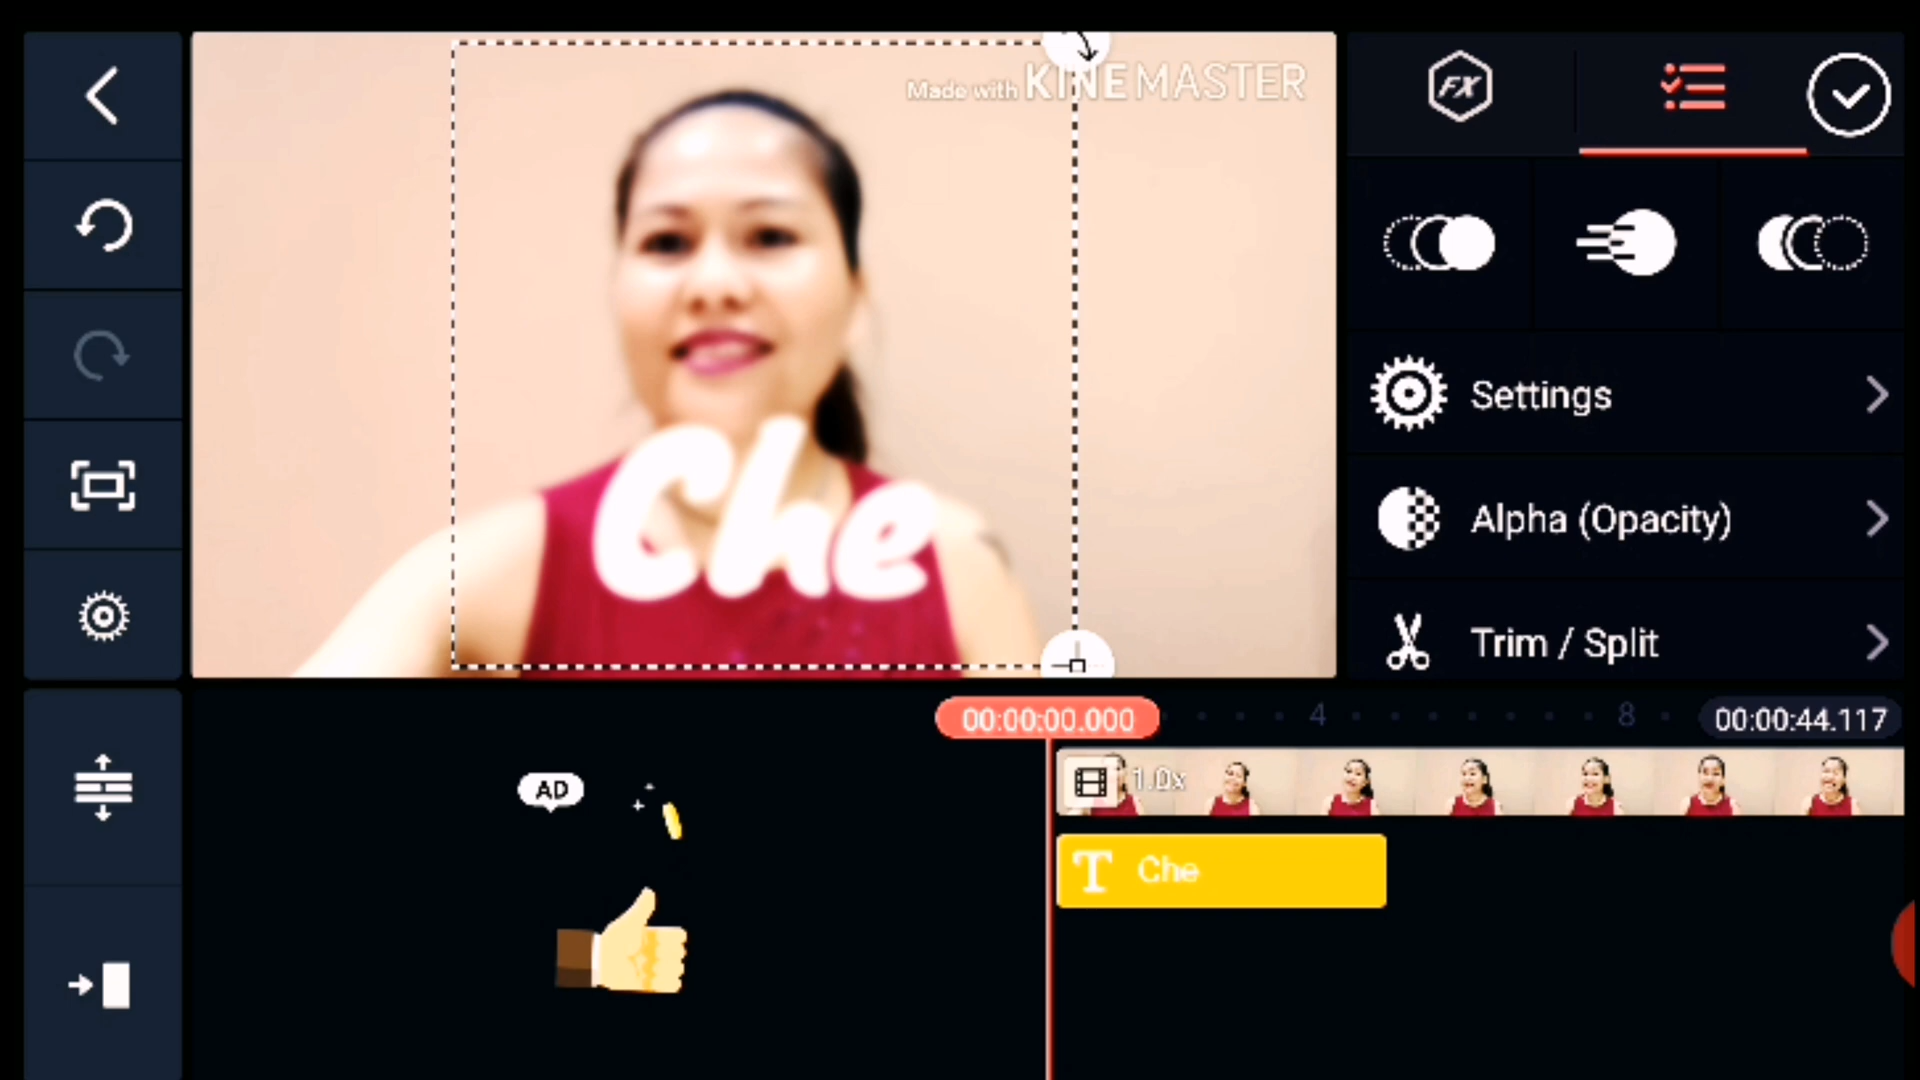 Made with KINEMASTER
FX
Che
Settings
Alpha (Opacity)
Trim / Split
00:00:00.000
4
8
00:00:44.117
AD
1.0x
T Che